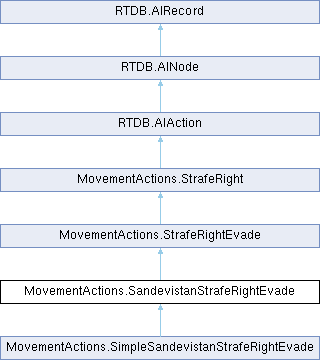 RTDB.AIRecord
RTDB.AINode
RTDB.AIAction
MovementActions.StrafeRight
MovementActions.StrafeRightEvade
MovementActions.SandevistanStrafeRightEvade
MovementActions.SimpleSandevistanStrafeRightEvade